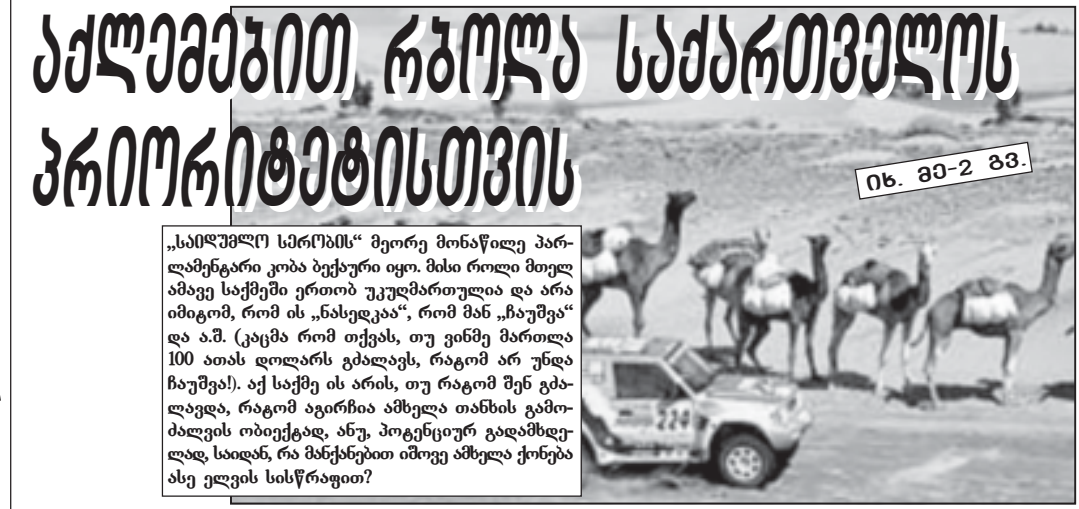 აქლემებით რბოლა საქართველოს
პრიორიტეტისთვის
იხ. მე-2 გვ.
„საიდუმლო სერობის“ მეორე მონაწილე პარ-
ლამენტარი კობა ბექაური იყო. მისი როლი მთელ
ამავე საქმეში ერთობ უკუღმართულია და არა
იმიტომ, რომ ის „ნასედკაა“, რომ მან „ჩაუშვა“
და ა.შ. (კაცმა რომ თქვას, თუ ვინმე მართლა
100 ათას დოლარს გძალავს, რატომ არ უნდა
ჩაუშვა!). აქ საქმე ის არის, თუ რატომ შენ გძა-
ლავდა, რატომ აგირჩია ამხელა თანხის გამო-
ძალვის ობიექტად, ანუ, პოტენციურ გადამხდე-
ლად, საიდან, რა მანქანებით იშოვე ამხელა ქონება
ასე ელვის სისწრაფით?
224